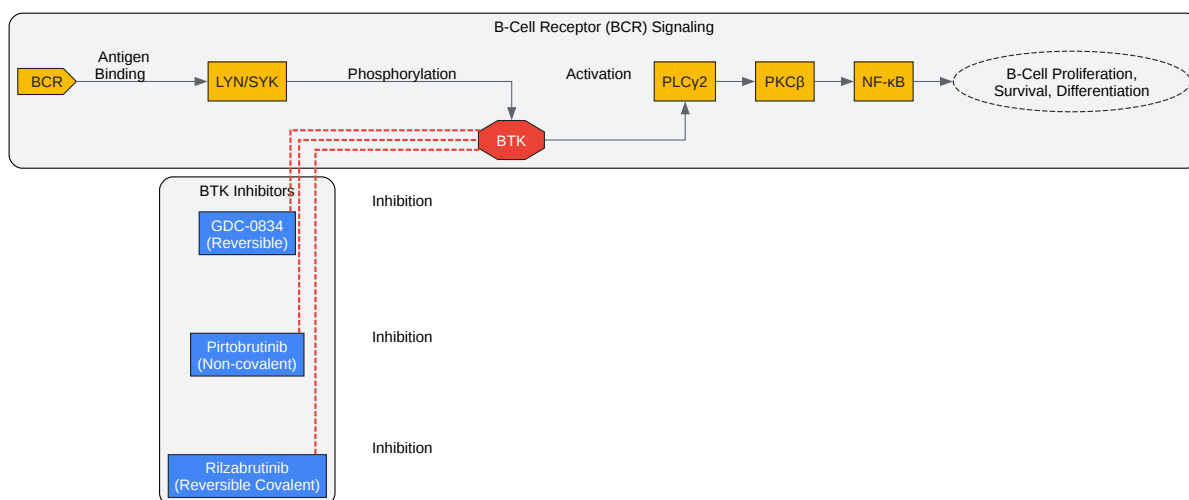 B-Cell Receptor (BCR) Signaling
BCR
Antigen
Binding
LYN/SYK
Phosphorylation
BTK
Activation
PLCγ2
PKCβ
NF-κB
B-Cell Proliferation,
Survival, Differentiation
BTK Inhibitors
GDC-0834
(Reversible)
Inhibition
Pirtobrutinib
(Non-covalent)
Inhibition
Rilzabrutinib
(Reversible Covalent)
Inhibition